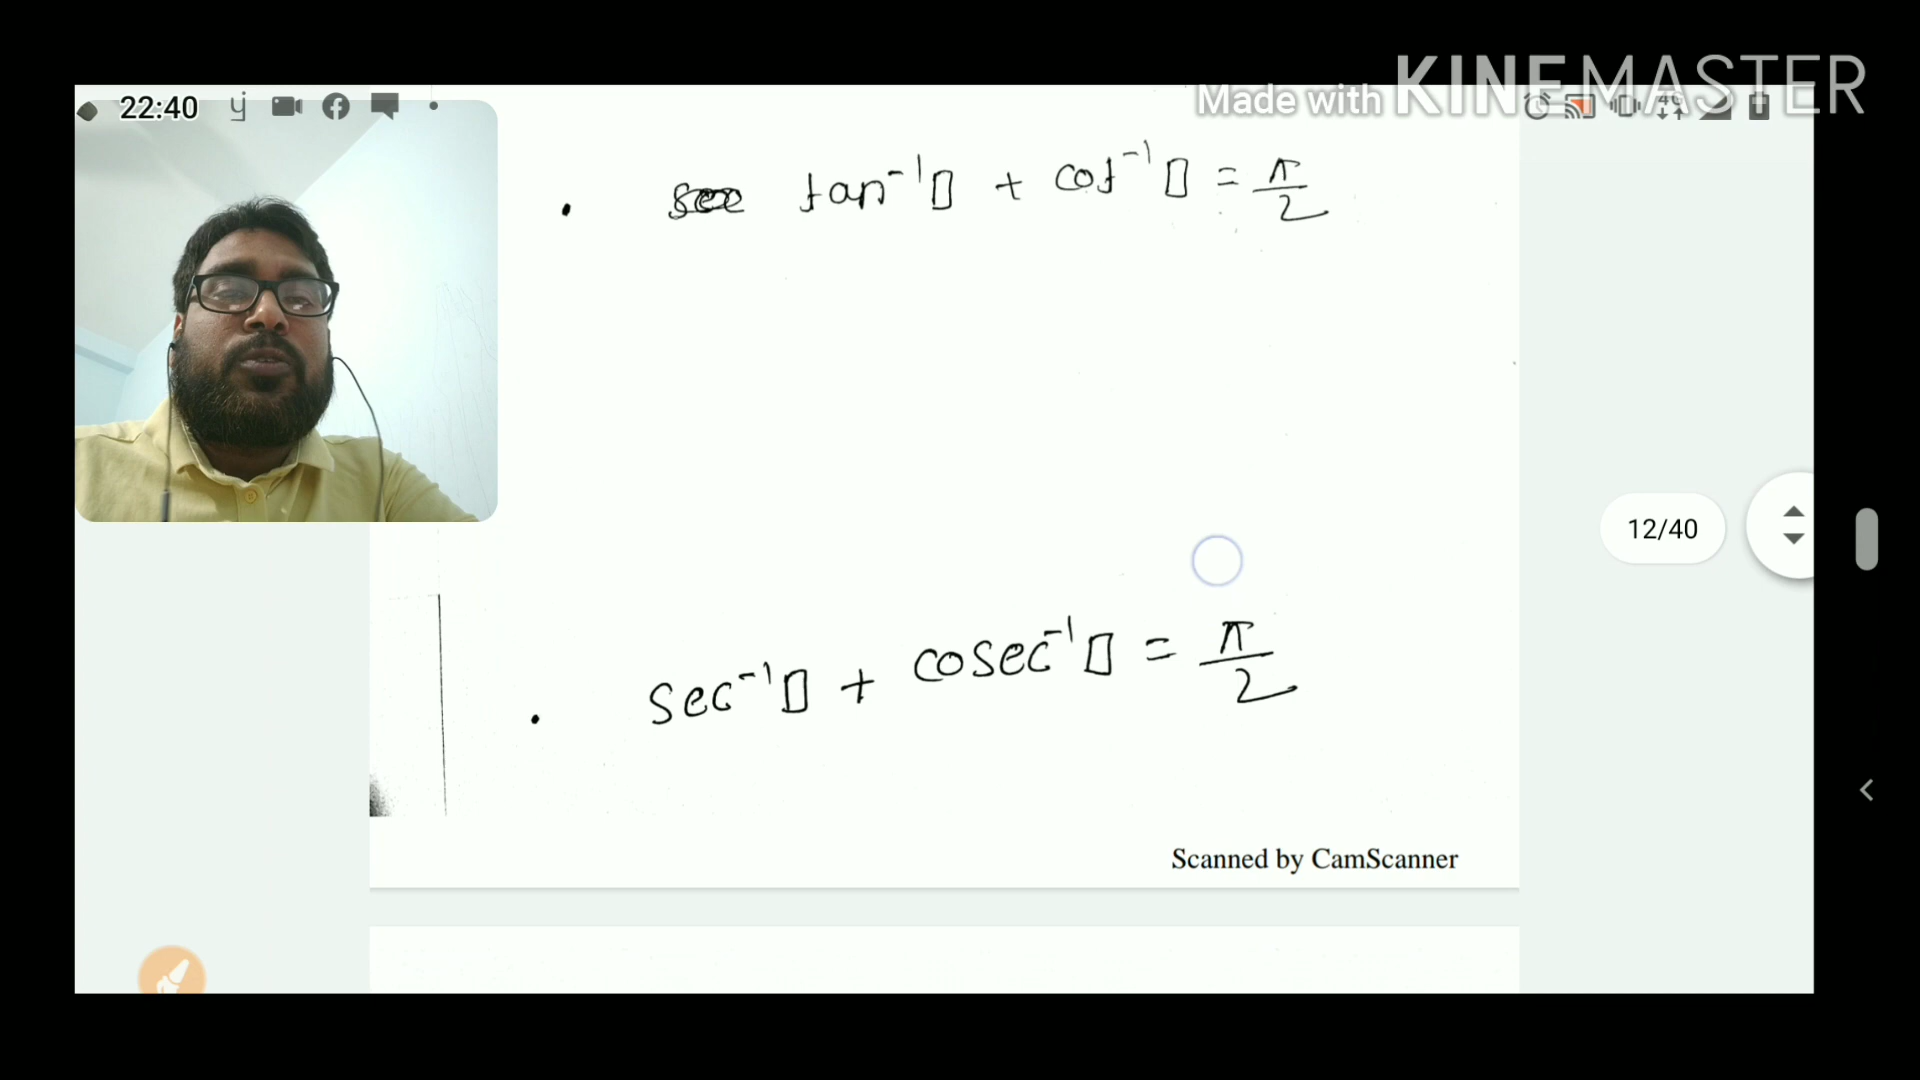 22:40
Made with KINEMASTER
4G
tan⁻¹▯ + cot⁻¹▯ = π/2
12/40
sec⁻¹▯ + cosec⁻¹▯ = π/2
Scanned by CamScanner